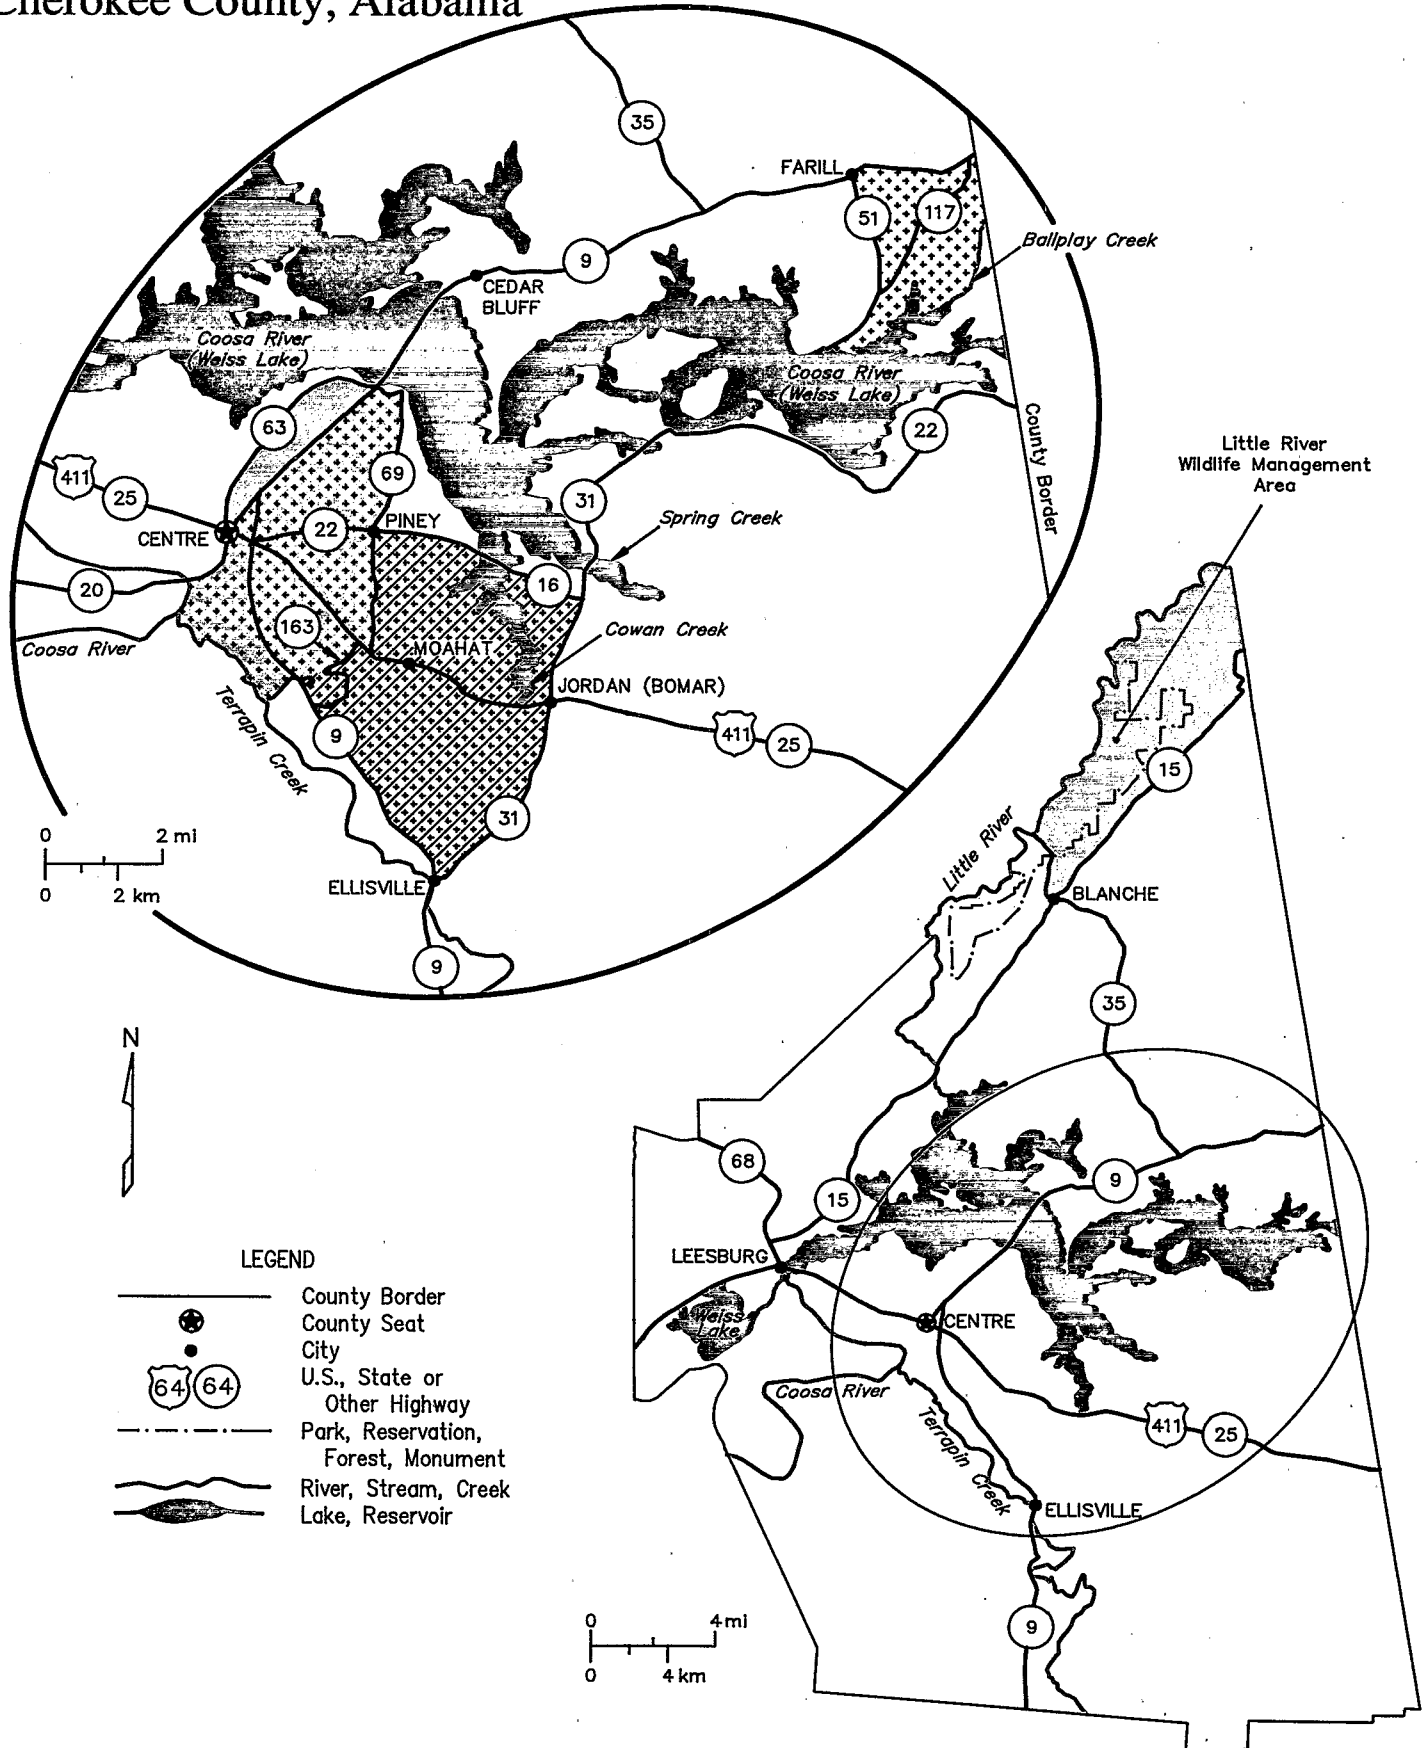 Cherokee County, Alabama
35
FARILL
51
117
Ballplay Creek
9
CEDAR
BLUFF
Coosa River
(Weiss Lake)
Coosa River
(Weiss Lake)
63
22
County Border
Little River
Wildlife Management
Area
411
25
69
31
CENTRE
22
PINEY
Spring Creek
20
16
163
Cowan Creek
Coosa River
MOAHAT
JORDAN (BOMAR)
Terrapin Creek
9
411
25
15
31
0
2 mi
0
2 km
ELLISVILLE
Little River
BLANCHE
9
35
N
68
15
9
LEGEND
LEESBURG
County Border
County Seat
City
64
64
U.S., State or
Other Highway
Park, Reservation,
Forest, Monument
River, Stream, Creek
Lake, Reservoir
Weiss
Lake
CENTRE
Coosa River
Terrapin Creek
411
25
ELLISVILLE
0
4 mi
0
4 km
9